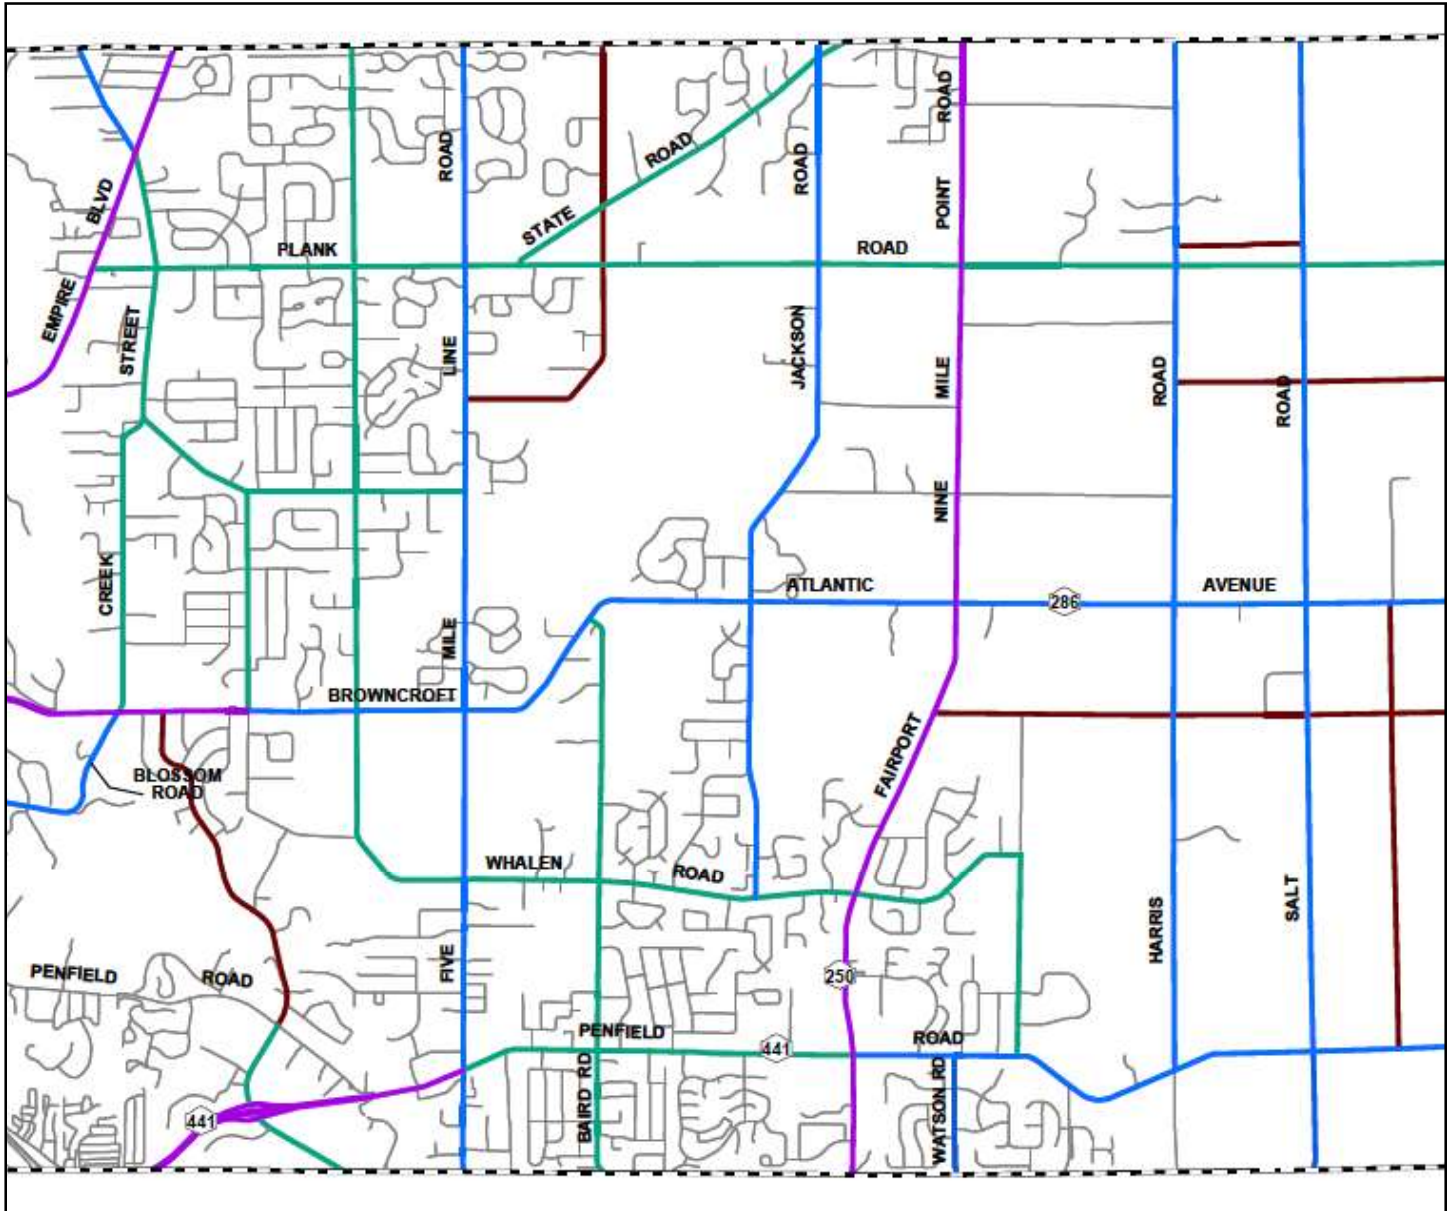 ROAD
ROAD
ROAD
ROAD
BLVD
POINT
STATE
PLANK
ROAD
EMPIRE
STREET
LINE
JACKSON
MILE
ROAD
ROAD
NINE
CREEK
ATLANTIC
286
AVENUE
MILE
BROWNCROFT
FAIRPORT
BLOSSOM
ROAD
WHALEN
ROAD
SALT
HARRIS
FIVE
PENFIELD
ROAD
250
PENFIELD
441
ROAD
BAIRD RD
WATSON RD
441